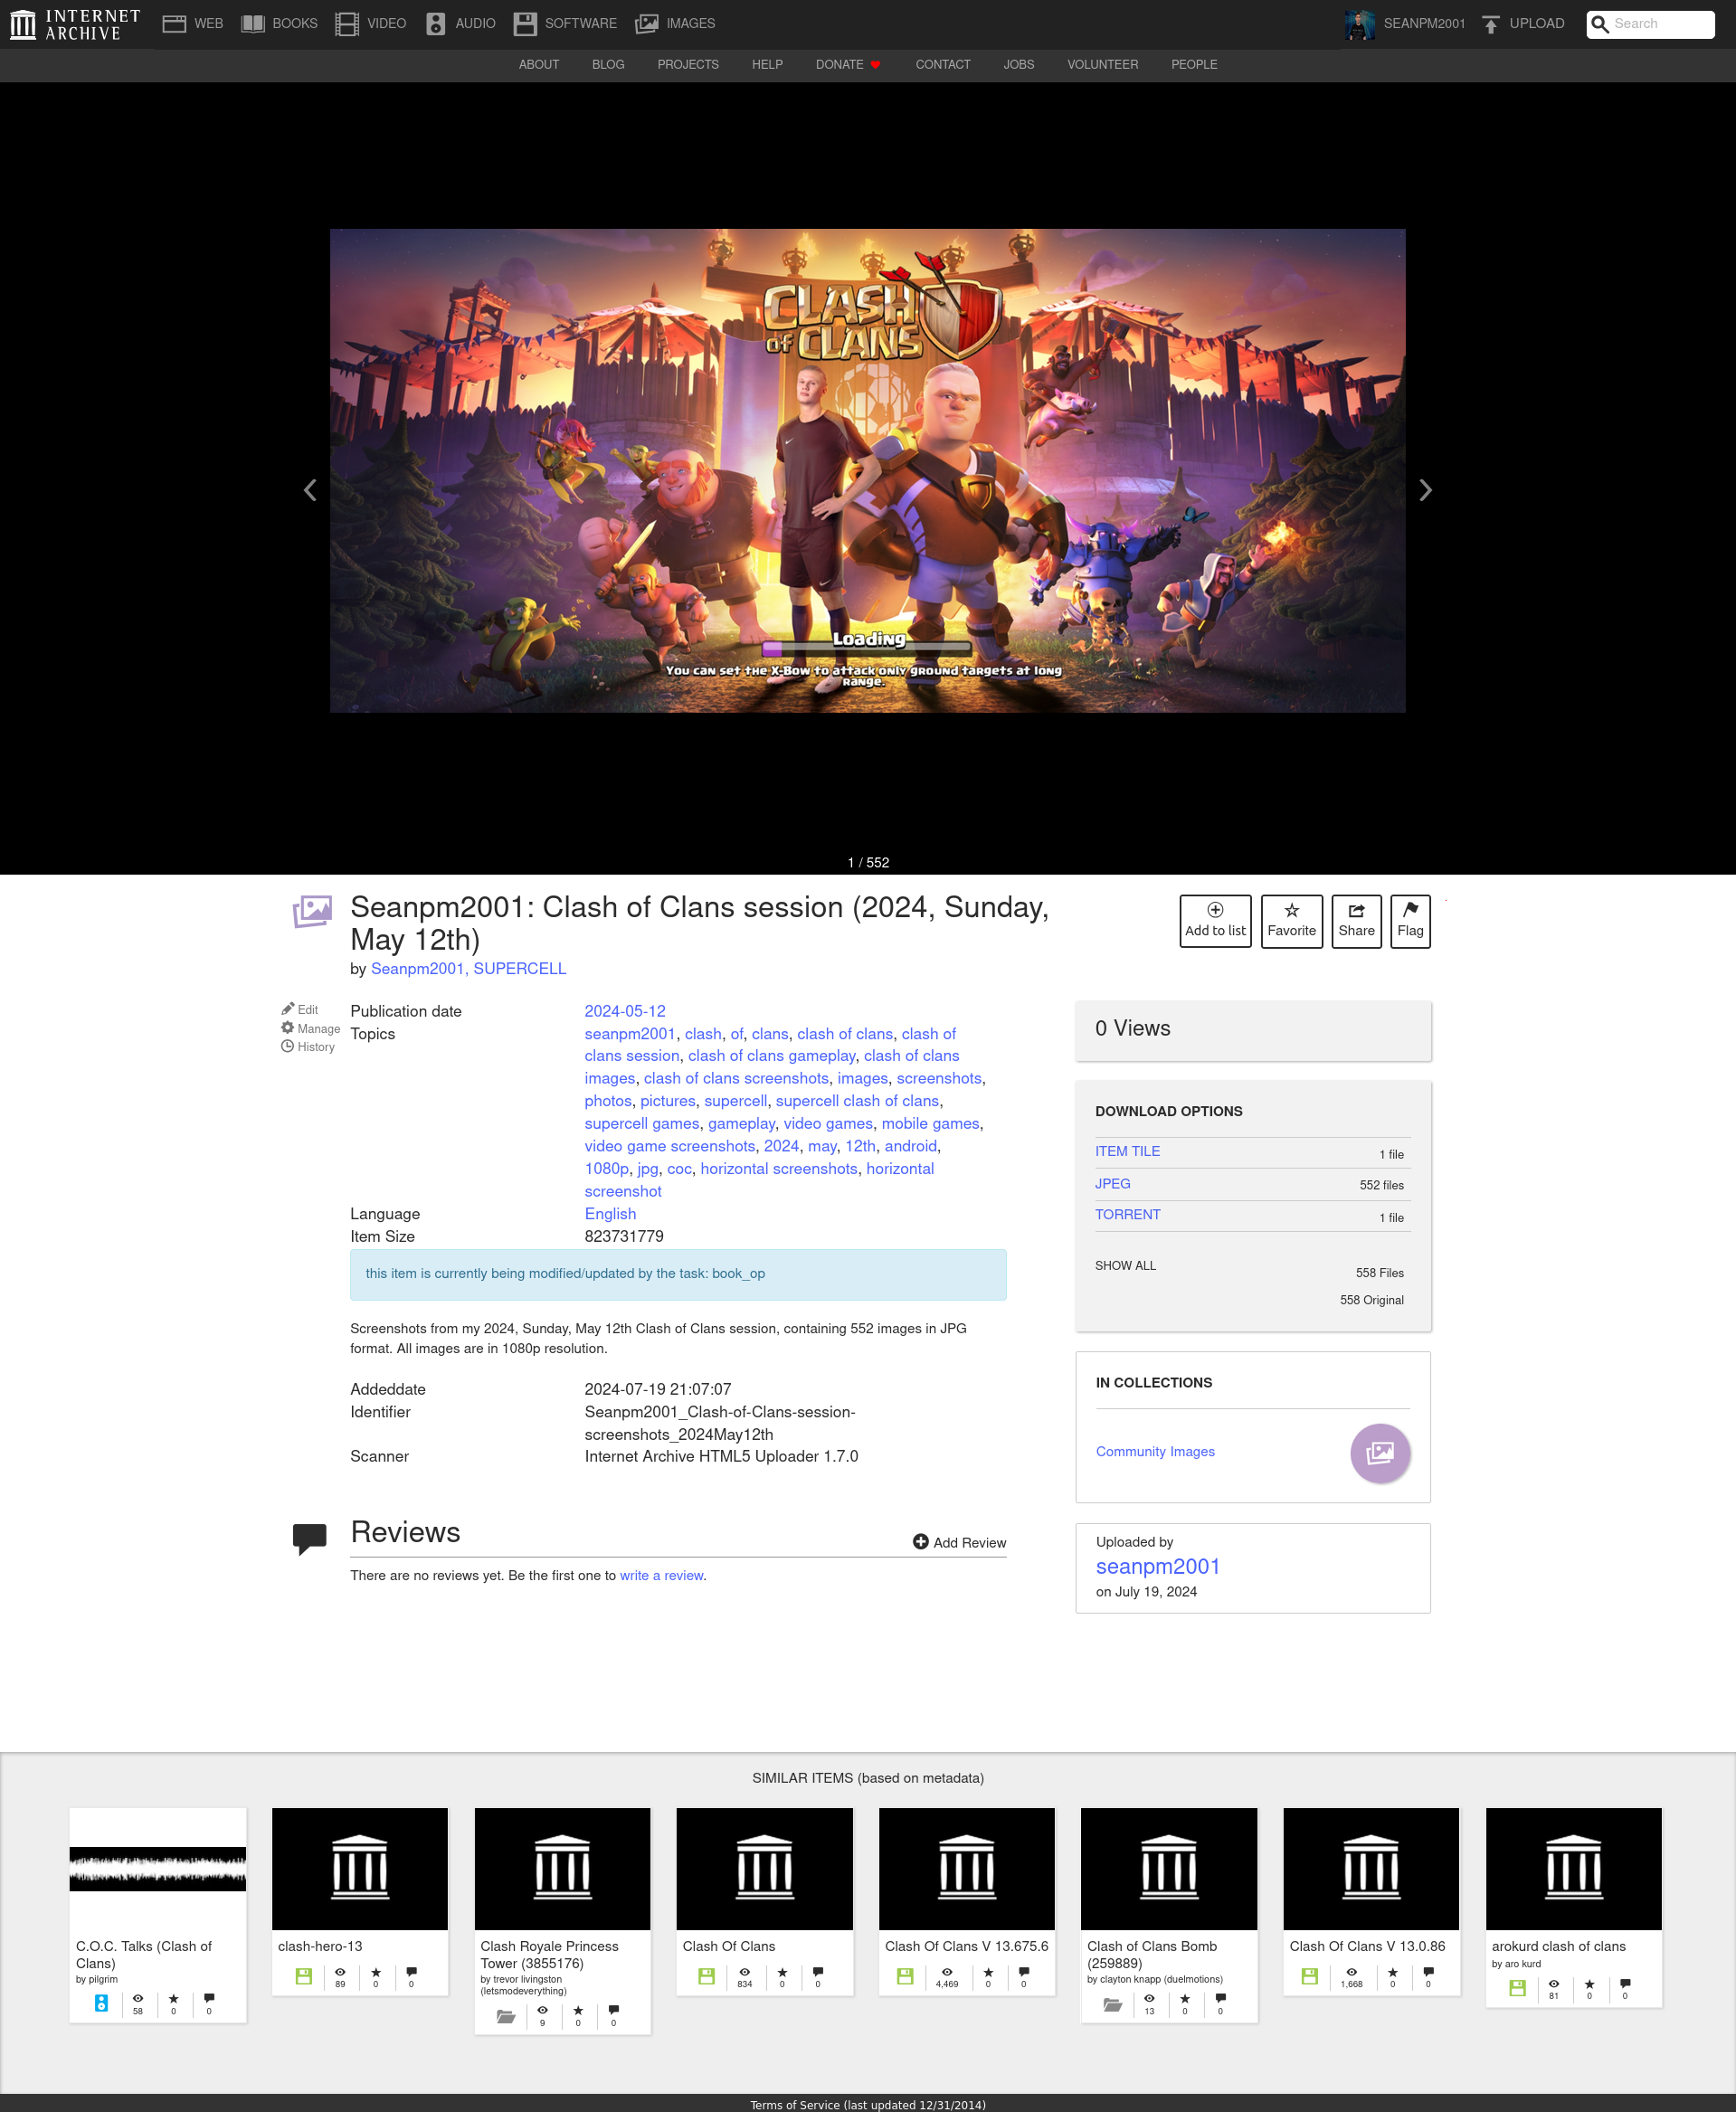 INTERNET ARCHIVE
WEB
BOOKS
VIDEO
AUDIO
SOFTWARE
IMAGES
SEANPM2001
UPLOAD
Search
ABOUT
BLOG
PROJECTS
HELP
DONATE
CONTACT
JOBS
VOLUNTEER
PEOPLE
CLASH
OF CLANS
Loading
You can set the X-Bow to attack only ground targets at long
range.
1 / 552
Seanpm2001: Clash of Clans session (2024, Sunday,
May 12th)
by Seanpm2001, SUPERCELL
Add to list
Favorite
Share
Flag
Edit
Manage
History
Publication date 2024-05-12
Topics seanpm2001, clash, of, clans, clash of clans, clash of
clans session, clash of clans gameplay, clash of clans
images, clash of clans screenshots, images, screenshots,
photos, pictures, supercell, supercell clash of clans,
supercell games, gameplay, video games, mobile games,
video game screenshots, 2024, may, 12th, android,
1080p, jpg, coc, horizontal screenshots, horizontal
screenshot
Language English
Item Size 823731779
this item is currently being modified/updated by the task: book_op
Screenshots from my 2024, Sunday, May 12th Clash of Clans session, containing 552 images in JPG
format. All images are in 1080p resolution.
Addeddate 2024-07-19 21:07:07
Identifier Seanpm2001_Clash-of-Clans-session-
screenshots_2024May12th
Scanner Internet Archive HTML5 Uploader 1.7.0
Reviews
Add Review
There are no reviews yet. Be the first one to write a review.
0 Views
DOWNLOAD OPTIONS
ITEM TILE 1 file
JPEG 552 files
TORRENT 1 file
SHOW ALL 558 Files
558 Original
IN COLLECTIONS
Community Images
Uploaded by
seanpm2001
on July 19, 2024
SIMILAR ITEMS (based on metadata)
C.O.C. Talks (Clash of
Clans)
by pilgrim
58 0 0
clash-hero-13
89 0 0
Clash Royale Princess
Tower (3855176)
by trevor livingston
(letsmodeverything)
9 0 0
Clash Of Clans
834 0 0
Clash Of Clans V 13.675.6
4,469 0 0
Clash of Clans Bomb
(259889)
by clayton knapp (duelmotions)
13 0 0
Clash Of Clans V 13.0.86
1,668 0 0
arokurd clash of clans
by aro kurd
81 0 0
Terms of Service (last updated 12/31/2014)